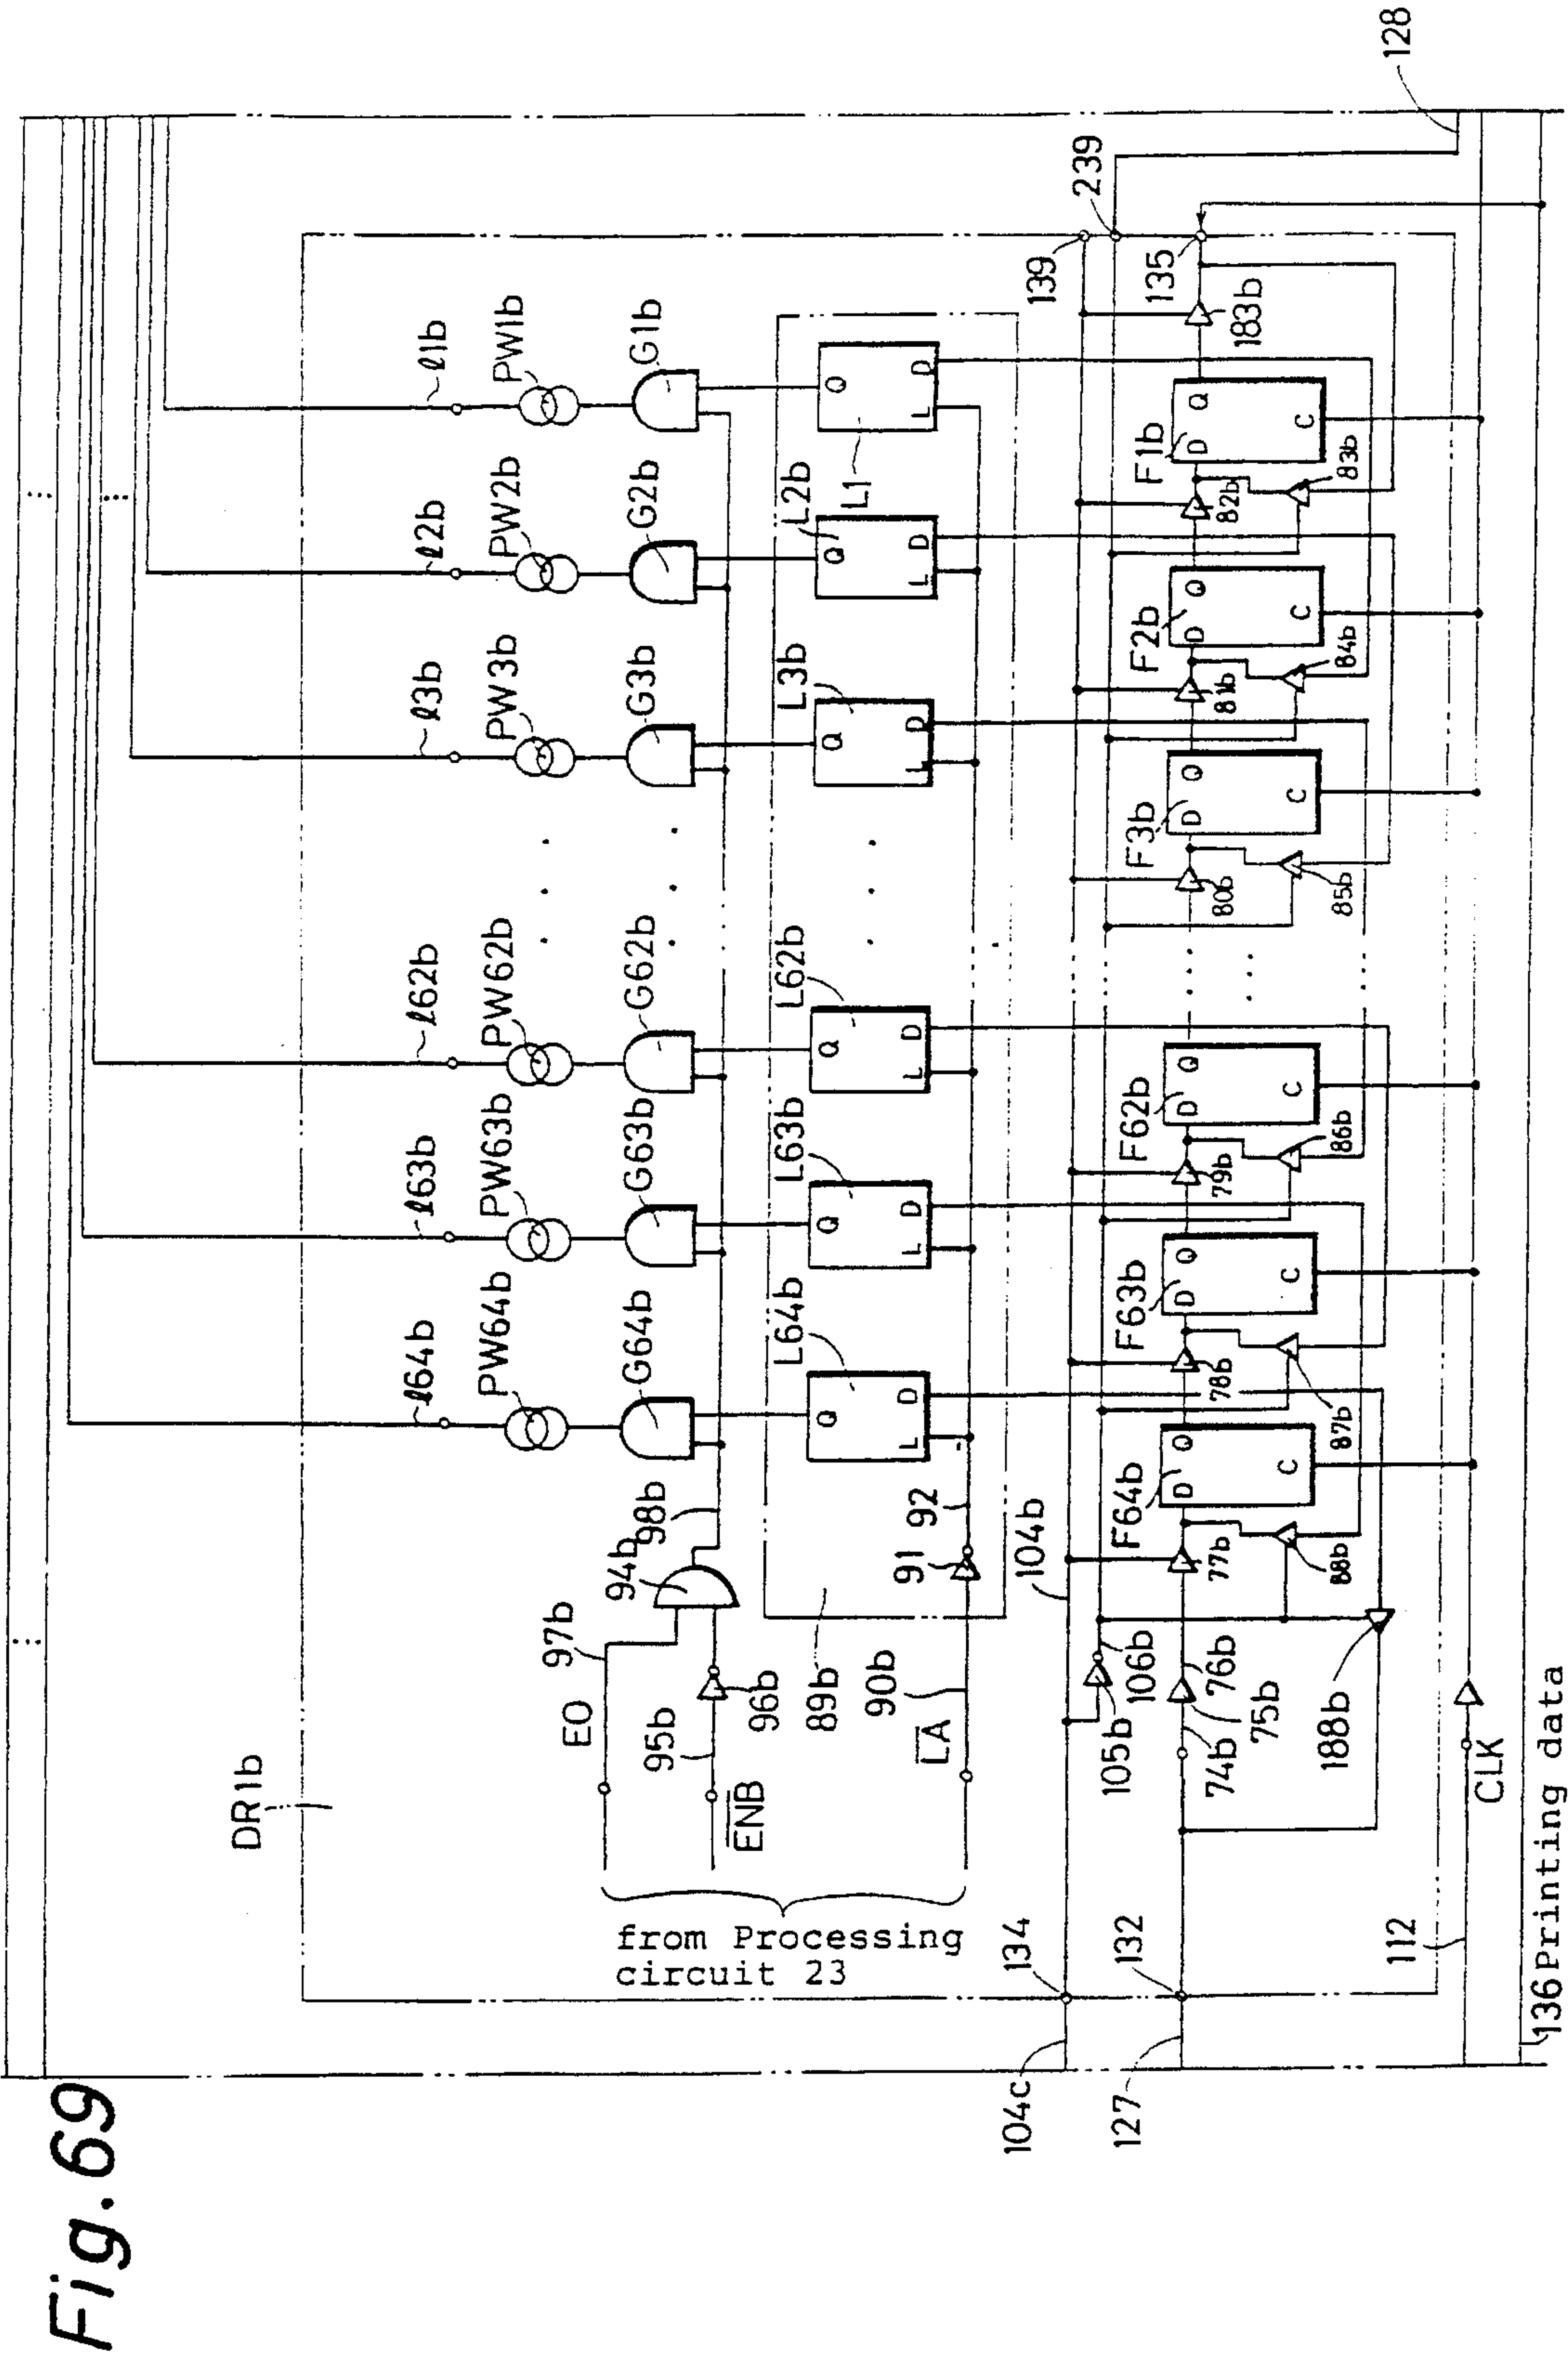 Fig. 69
DR1b
ℓ64b
ℓ63b
ℓ62b
ℓ3b
ℓ2b
ℓ1b
PW64b
PW63b
PW62b
PW3b
PW2b
PW1b
G64b
G63b
G62b
G3b
G2b
G1b
EO
97b
94b
98b
95b
96b
ENB
89b
L64b
L63b
L62b
L3b
L2b
L1
Q Q Q Q Q Q
L D L D L D L D L D L D
LA
90b
91
92
from Processing
circuit 23
104c
134
104b
139
239
128
105b
106b
127
132
74b
75b
76b
77b
78b
79b
80b
81b
82b
183b
135
F64b
F63b
F62b
F3b
F2b
F1b
D Q D Q D Q D Q D Q D Q
C C C C C C
88b
87b
86b
85b
84b
83b
188b
112
CLK
136 Printing data